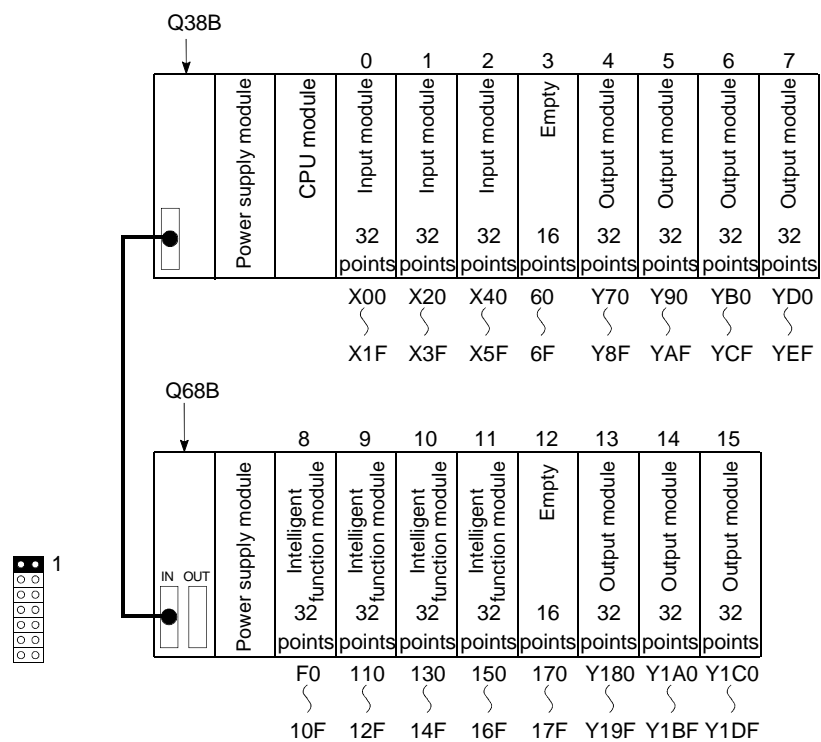 Q38B
0 1 2 3 4 5 6 7
Power supply module
CPU module
Input module
Input module
Input module
Empty
Output module
Output module
Output module
Output module
32 32 32 16 32 32 32 32
points points points points points points points points
X00 X20 X40 60 Y70 Y90 YB0 YD0
X1F X3F X5F 6F Y8F YAF YCF YEF
Q68B
8 9 10 11 12 13 14 15
1
IN OUT
Power supply module
Intelligent
function module
Intelligent
function module
Intelligent
function module
Intelligent
function module
Empty
Output module
Output module
Output module
32 32 32 32 16 32 32 32
points points points points points points points points
F0 110 130 150 170 Y180 Y1A0 Y1C0
10F 12F 14F 16F 17F Y19F Y1BF Y1DF